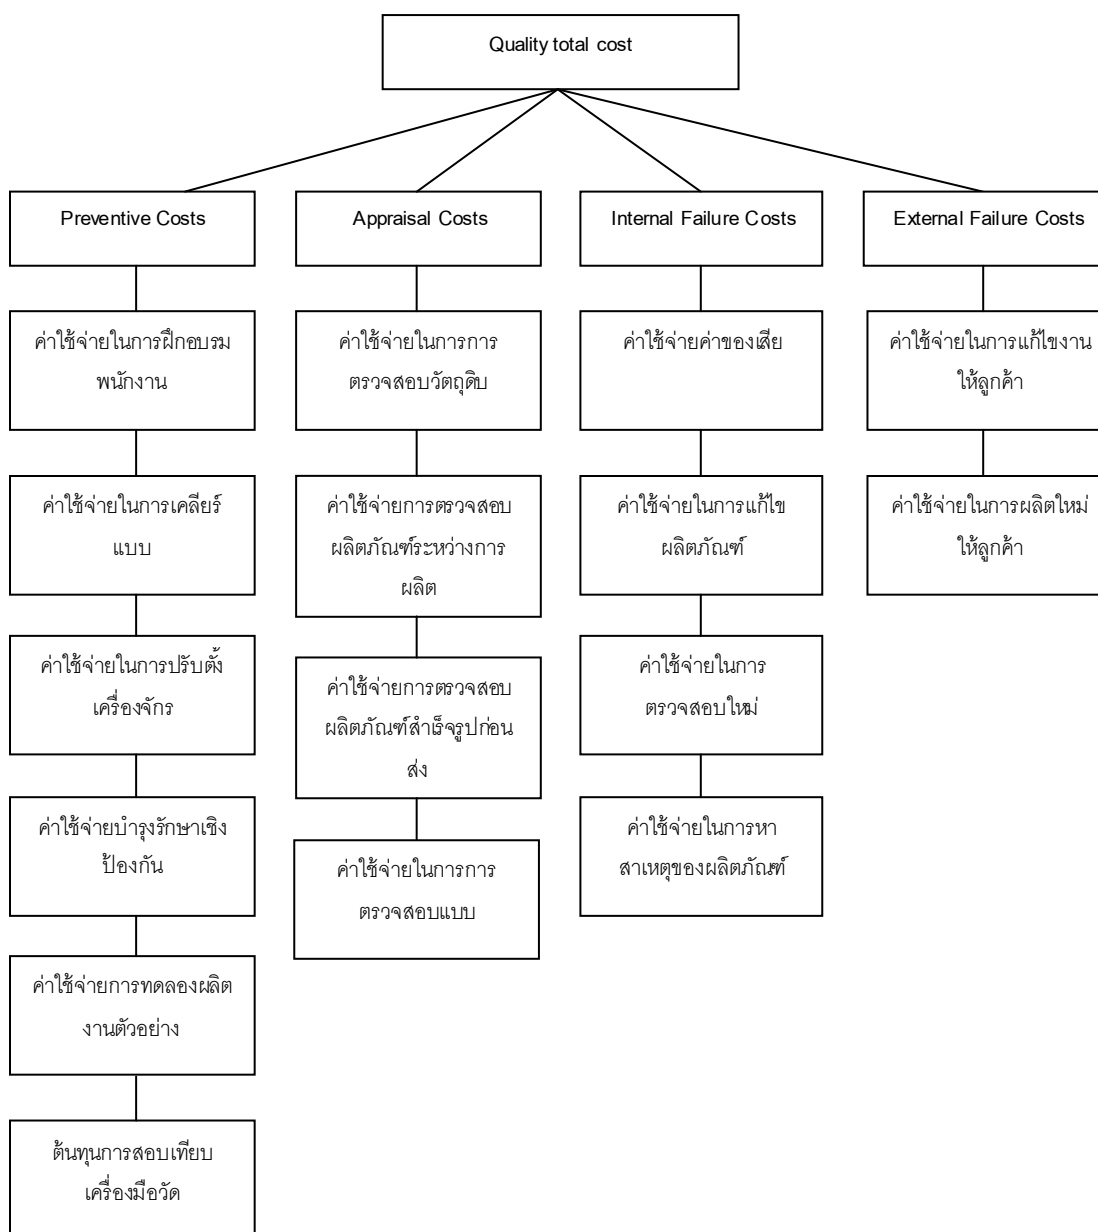 Quality total cost
Preventive Costs
Appraisal Costs
Internal Failure Costs
External Failure Costs
ค่าใช้จ่ายในการฝึกอบรม
พนักงาน
ค่าใช้จ่ายในการการ
ตรวจสอบวัตถุดิบ
ค่าใช้จ่ายค่าของเสีย
ค่าใช้จ่ายในการแก้ไขงาน
ให้ลูกค้า
ค่าใช้จ่ายในการเคลียร์
แบบ
ค่าใช้จ่ายการตรวจสอบ
ผลิตภัณฑ์ระหว่างการ
ผลิต
ค่าใช้จ่ายในการแก้ไข
ผลิตภัณฑ์
ค่าใช้จ่ายในการผลิตใหม่
ให้ลูกค้า
ค่าใช้จ่ายในการปรับตั้ง
เครื่องจักร
ค่าใช้จ่ายการตรวจสอบ
ผลิตภัณฑ์สำเร็จรูปก่อน
ส่ง
ค่าใช้จ่ายในการ
ตรวจสอบใหม่
ค่าใช้จ่ายบำรุงรักษาเชิง
ป้องกัน
ค่าใช้จ่ายในการการ
ตรวจสอบแบบ
ค่าใช้จ่ายในการหา
สาเหตุของผลิตภัณฑ์
ค่าใช้จ่ายการทดลองผลิต
งานตัวอย่าง
ต้นทุนการสอบเทียบ
เครื่องมือวัด